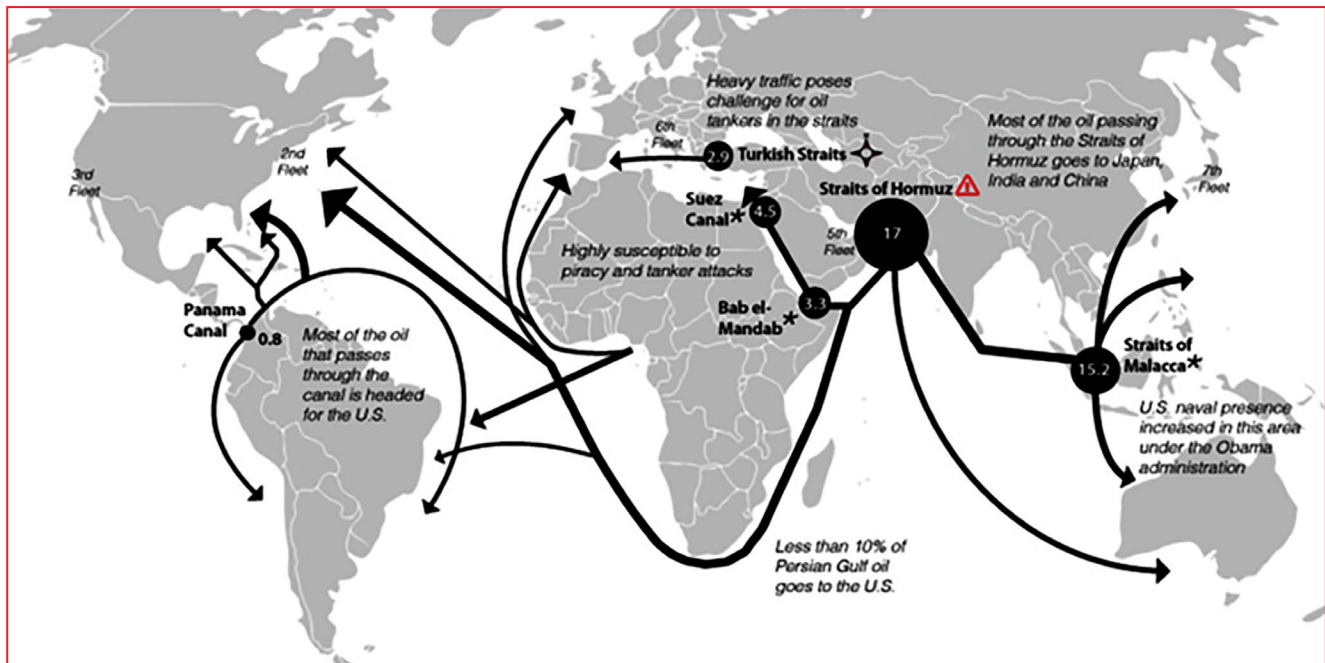 Heavy traffic poses
challenge for oil
tankers in the straits
6th
Fleet
2.9
Turkish Straits
Most of the oil passing
through the Straits of
Hormuz goes to Japan,
India and China
2nd
Fleet
3rd
Fleet
7th
Fleet
Straits of Hormuz
17
Suez
Canal*
4.5
5th
Fleet
Highly susceptible to
piracy and tanker attacks
Bab el-
Mandab*
3.3
Panama
Canal
0.8
Most of the oil
that passes
through the
canal is headed
for the U.S.
Straits of
Malacca*
15.2
U.S. naval presence
increased in this area
under the Obama
administration
Less than 10% of
Persian Gulf oil
goes to the U.S.